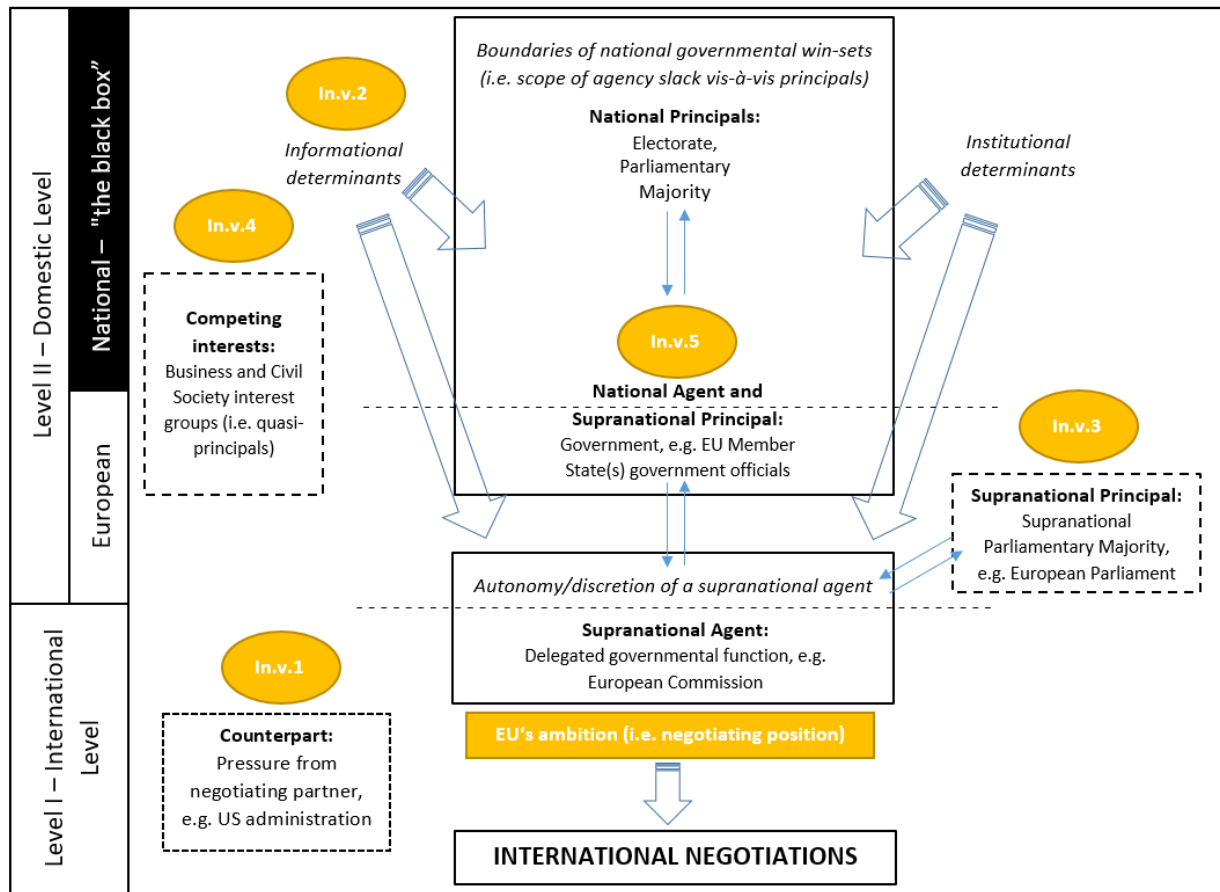 Level II – Domestic Level
National – "the black box”
European
Level I – International
Level
Boundaries of national governmental win-sets
(i.e. scope of agency slack vis-à-vis principals)
National Principals:
Electorate,
Parliamentary
Majority
In.v.2
Informational
determinants
Institutional
determinants
In.v.4
Competing
interests:
Business and Civil
Society interest
groups (i.e. quasi-
principals)
In.v.5
National Agent and
Supranational Principal:
Government, e.g. EU Member
State(s) government officials
In.v.3
Supranational Principal:
Supranational
Parliamentary Majority,
e.g. European Parliament
Autonomy/discretion of a supranational agent
Supranational Agent:
Delegated governmental function, e.g.
European Commission
In.v.1
Counterpart:
Pressure from
negotiating partner,
e.g. US administration
EU‘s ambition (i.e. negotiating position)
INTERNATIONAL NEGOTIATIONS